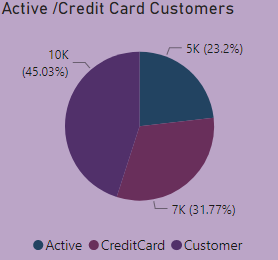 Active /Credit Card Customers
10K
(45.03%)
5K (23.2%)
7K (31.77%)
Active CreditCard Customer